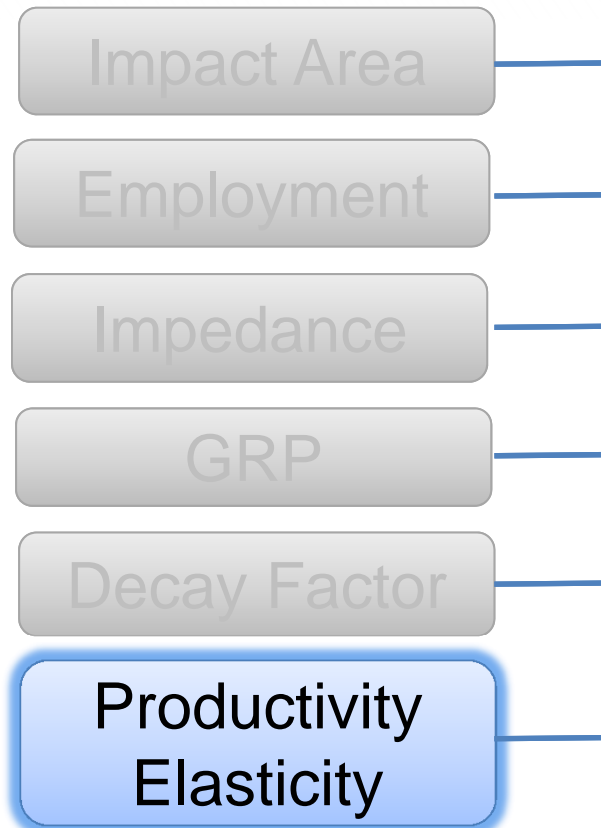 Impact Area
Employment
Impedance
GRP
Decay Factor
Productivity
Elasticity